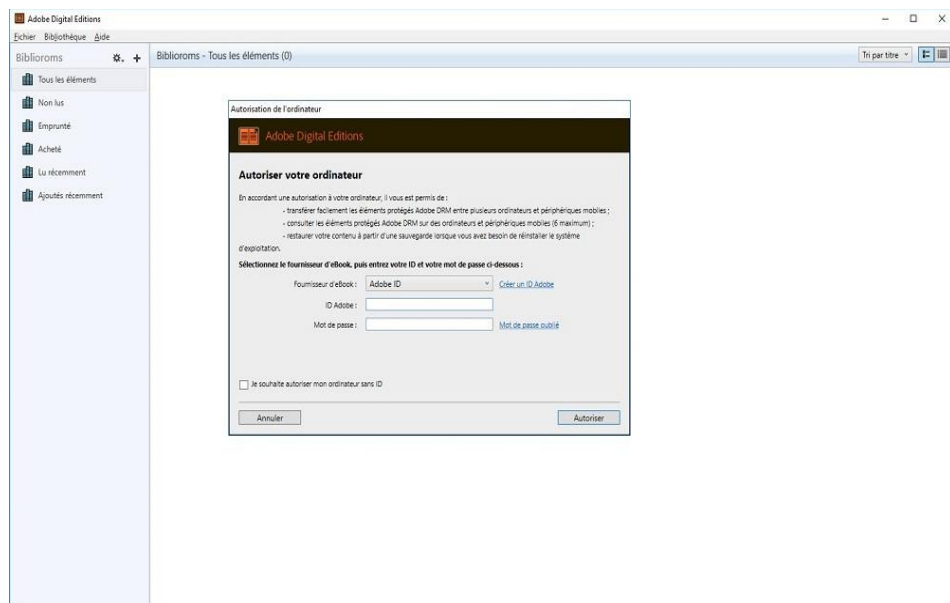 Adobe Digital Editions
Fichier Bibliothèque Aide
Biblioroms
Biblioroms - Tous les éléments (0)
Tri par titre
Tous les éléments
Non lus
Emprunté
Acheté
Lu récemment
Ajoutés récemment
Autorisation de l'ordinateur
Adobe Digital Editions
Autoriser votre ordinateur
En accordant une autorisation à votre ordinateur, il vous est permis de :
- transférer facilement les éléments protégés Adobe DRM entre plusieurs ordinateurs et périphériques mobiles ;
- consulter les éléments protégés Adobe DRM sur des ordinateurs et périphériques mobiles (6 maximum) ;
- restaurer votre contenu à partir d'une sauvegarde lorsque vous avez besoin de réinstaller le système
d'exploitation.
Sélectionnez le fournisseur d'eBook, puis entrez votre ID et votre mot de passe ci-dessous :
Fournisseur d'eBook : Adobe ID Créer un ID Adobe
ID Adobe :
Mot de passe : Mot de passe oublié
Je souhaite autoriser mon ordinateur sans ID
Annuler Autoriser